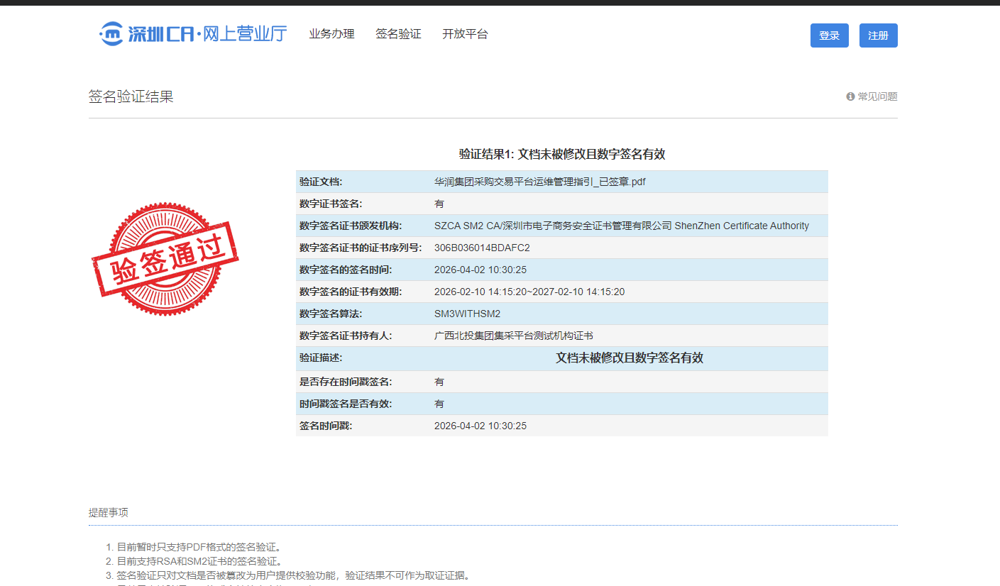 深圳CA·网上营业厅 业务办理 签名验证 开放平台 登录 注册
签名验证结果 常见问题
验证结果1: 文档未被修改且数字签名有效
验证文档: 华润集团采购交易平台运维管理指引_已签章.pdf
数字证书签名: 有
数字签名证书颁发机构: SZCA SM2 CA/深圳市电子商务安全证书管理有限公司 ShenZhen Certificate Authority
数字签名证书的证书序列号: 306B036014BDAFC2
数字签名的签名时间: 2026-04-02 10:30:25
数字签名的证书有效期: 2026-02-10 14:15:20~2027-02-10 14:15:20
数字签名算法: SM3WITHSM2
数字签名证书持有人: 广西北投集团集采平台测试机构证书
验证描述: 文档未被修改且数字签名有效
是否存在时间戳签名: 有
时间戳签名是否有效: 有
签名时间戳: 2026-04-02 10:30:25
验签通过
提醒事项
1. 目前暂时只支持PDF格式的签名验证。
2. 目前支持RSA和SM2证书的签名验证。
3. 签名验证只对文档是否被篡改为用户提供校验功能，验证结果不可作为取证证据。